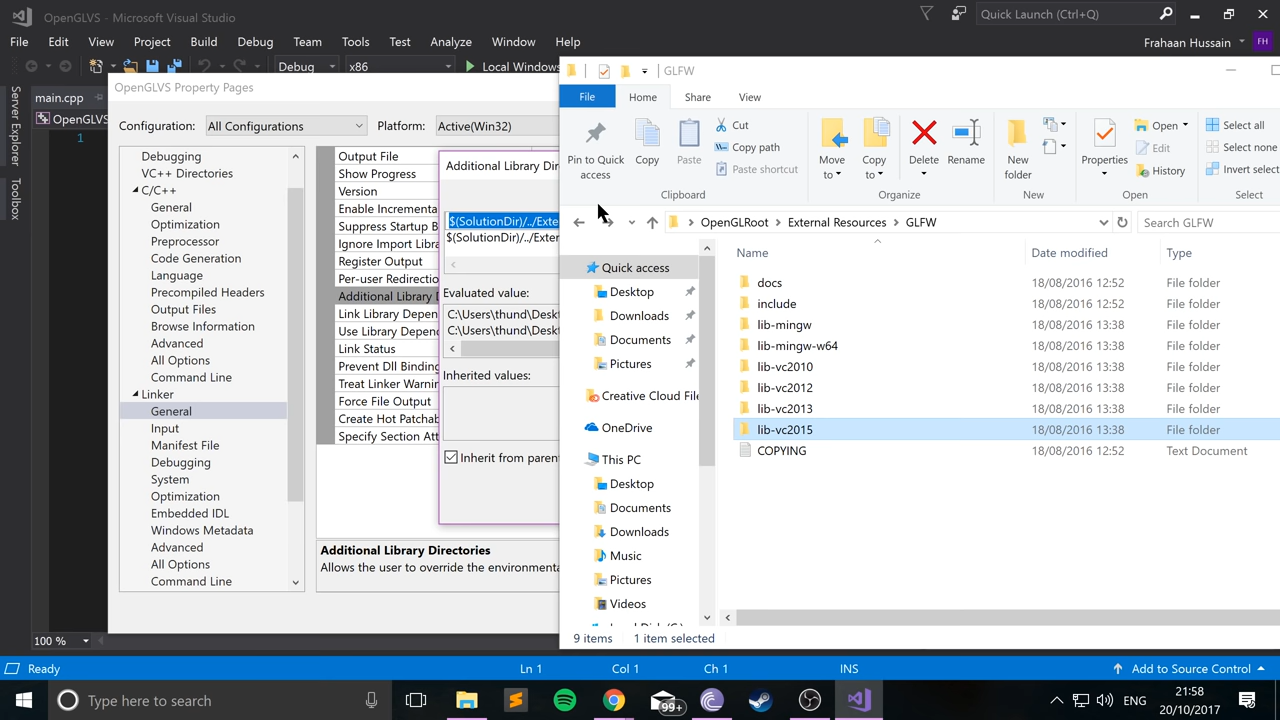 OpenGLVS - Microsoft Visual Studio
Quick Launch (Ctrl+Q)
File Edit View Project Build Debug Team Tools Test Analyze Window Help
Frahaan Hussain FH
Debug x86 Local Windows
Server Explorer
Toolbox
main.cpp
OpenGLVS
1
100 %
OpenGLVS Property Pages
Configuration: All Configurations Platform: Active(Win32)
Debugging
VC++ Directories
C/C++
General
Optimization
Preprocessor
Code Generation
Language
Precompiled Headers
Output Files
Browse Information
Advanced
All Options
Command Line
Linker
General
Input
Manifest File
Debugging
System
Optimization
Embedded IDL
Windows Metadata
Advanced
All Options
Command Line
Output File
Show Progress
Version
Enable Incrementa
Suppress Startup B
Ignore Import Libra
Register Output
Per-user Redirectio
Additional Library D
Link Library Depen
Use Library Depend
Link Status
Prevent Dll Binding
Treat Linker Warnin
Force File Output
Create Hot Patchab
Specify Section Att
Additional Library Directories
Allows the user to override the environmenta
Additional Library Dir
$(SolutionDir)/../Exte
$(SolutionDir)/../Exter
Evaluated value:
C:\Users\thund\Deskt
C:\Users\thund\Deskt
Inherited values:
Inherit from paren
GLFW
File Home Share View
Pin to Quick access
Copy
Paste
Cut
Copy path
Paste shortcut
Clipboard
Move to
Copy to
Delete
Rename
Organize
New folder
New
Properties
Open
Edit
History
Open
Select all
Select none
Invert select
Select
OpenGLRoot External Resources GLFW
Search GLFW
Quick access
Desktop
Downloads
Documents
Pictures
Creative Cloud File
OneDrive
This PC
Desktop
Documents
Downloads
Music
Pictures
Videos
Name Date modified Type
docs 18/08/2016 12:52 File folder
include 18/08/2016 12:52 File folder
lib-mingw 18/08/2016 13:38 File folder
lib-mingw-w64 18/08/2016 13:38 File folder
lib-vc2010 18/08/2016 13:38 File folder
lib-vc2012 18/08/2016 13:38 File folder
lib-vc2013 18/08/2016 13:38 File folder
lib-vc2015 18/08/2016 13:38 File folder
COPYING 18/08/2016 12:52 Text Document
9 items 1 item selected
Ready Ln 1 Col 1 Ch 1 INS Add to Source Control
Type here to search
99+
ENG
21:58
20/10/2017